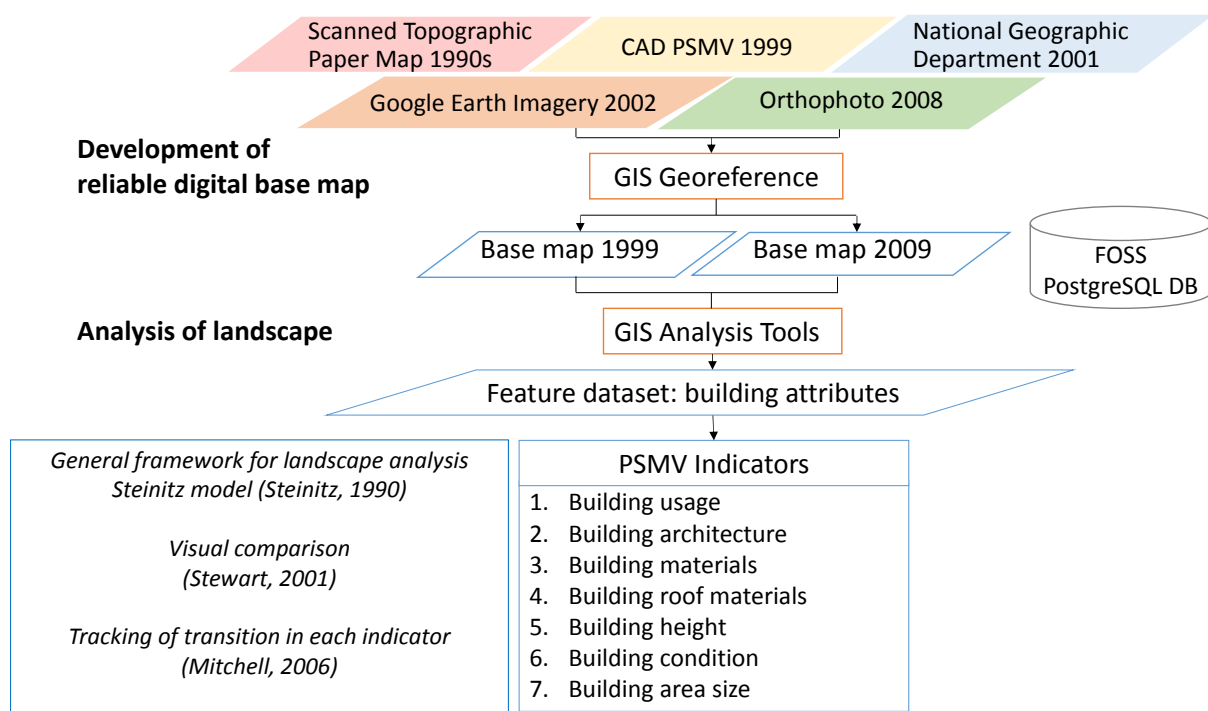 Scanned Topographic
Paper Map 1990s
CAD PSMV 1999
National Geographic
Department 2001
Google Earth Imagery 2002
Orthophoto 2008
Development of
reliable digital base map
GIS Georeference
Base map 1999
Base map 2009
FOSS
PostgreSQL DB
Analysis of landscape
GIS Analysis Tools
Feature dataset: building attributes
General framework for landscape analysis
Steinitz model (Steinitz, 1990)
Visual comparison
(Stewart, 2001)
Tracking of transition in each indicator
(Mitchell, 2006)
PSMV Indicators
1. Building usage
2. Building architecture
3. Building materials
4. Building roof materials
5. Building height
6. Building condition
7. Building area size